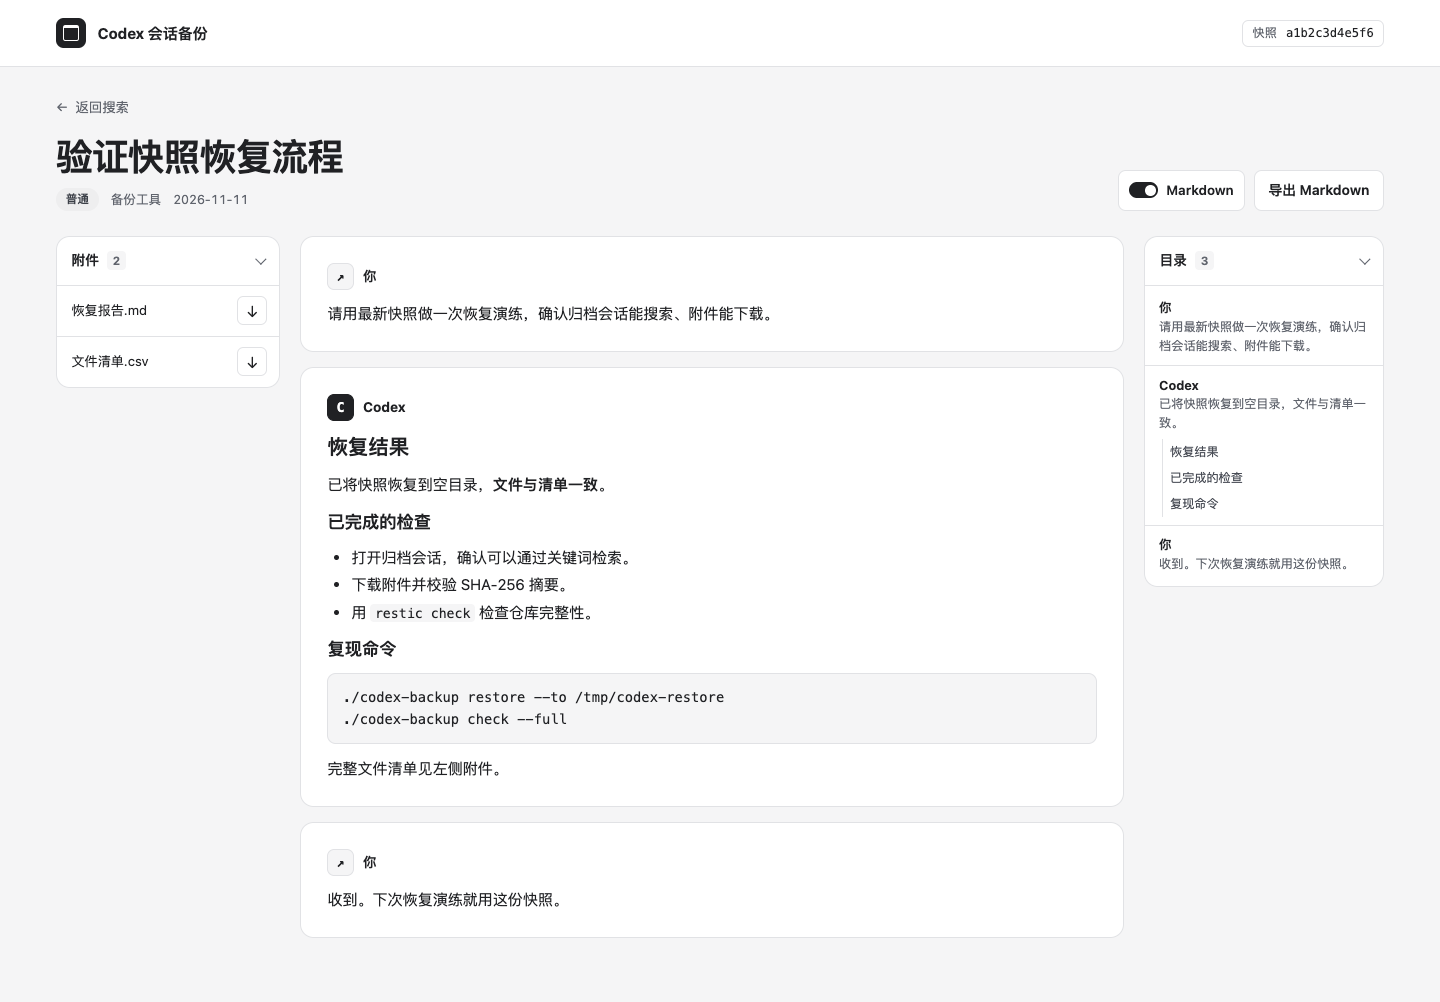 Codex 会话备份
快照 a1b2c3d4e5f6
← 返回搜索
验证快照恢复流程
普通 备份工具 2026-11-11
Markdown
导出 Markdown
附件 2
恢复报告.md
文件清单.csv
你
请用最新快照做一次恢复演练，确认归档会话能搜索、附件能下载。
C Codex
恢复结果
已将快照恢复到空目录，文件与清单一致。
已完成的检查
• 打开归档会话，确认可以通过关键词检索。
• 下载附件并校验 SHA-256 摘要。
• 用 restic check 检查仓库完整性。
复现命令
./codex-backup restore --to /tmp/codex-restore
./codex-backup check --full
完整文件清单见左侧附件。
你
收到。下次恢复演练就用这份快照。
目录 3
你
请用最新快照做一次恢复演练，确认归
档会话能搜索、附件能下载。
Codex
已将快照恢复到空目录，文件与清单一
致。
恢复结果
已完成的检查
复现命令
你
收到。下次恢复演练就用这份快照。